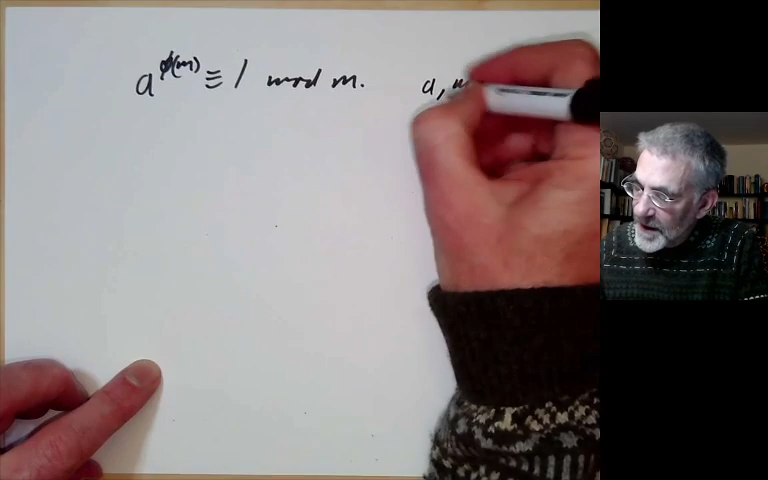 a^φ(m) ≡ 1 mod m. a, m